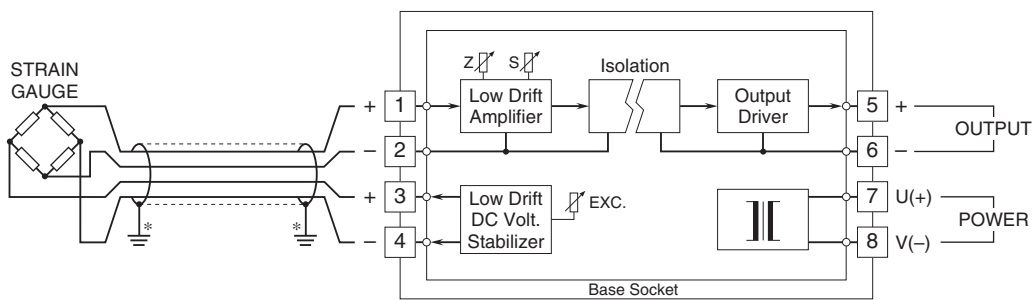 STRAIN
GAUGE
*
*
+ 1
− 2
+ 3
− 4
Z
S
Isolation
Low Drift
Amplifier
Output
Driver
Low Drift
DC Volt.
Stabilizer
EXC.
5 +
6 −
OUTPUT
7 U(+)
8 V(−)
POWER
Base Socket